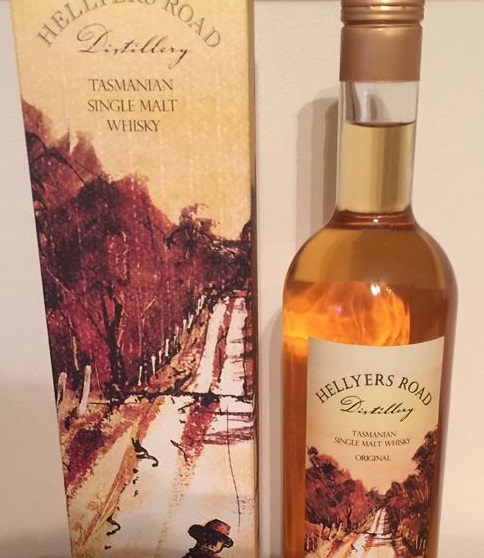 HELLYERS ROAD
Distillery
TASMANIAN
SINGLE MALT
WHISKY
HELLYERS ROAD
Distillery
TASMANIAN
SINGLE MALT WHISKY
ORIGINAL